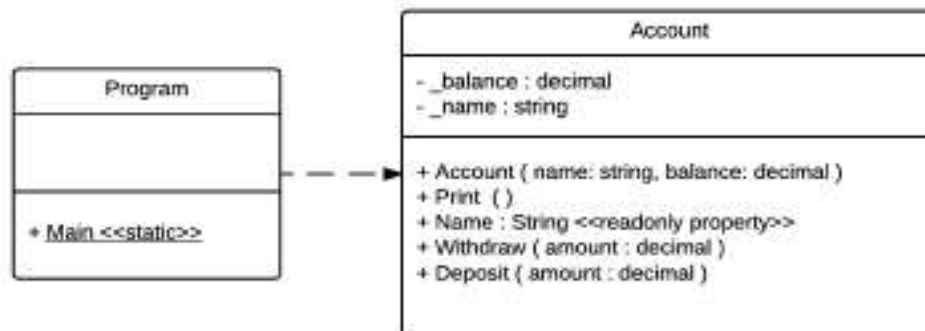 Program
+ Main <<static>>
Account
- _balance : decimal
- _name : string
+ Account ( name: string, balance: decimal )
+ Print ( )
+ Name : String <<readonly property>>
+ Withdraw ( amount : decimal )
+ Deposit ( amount : decimal )